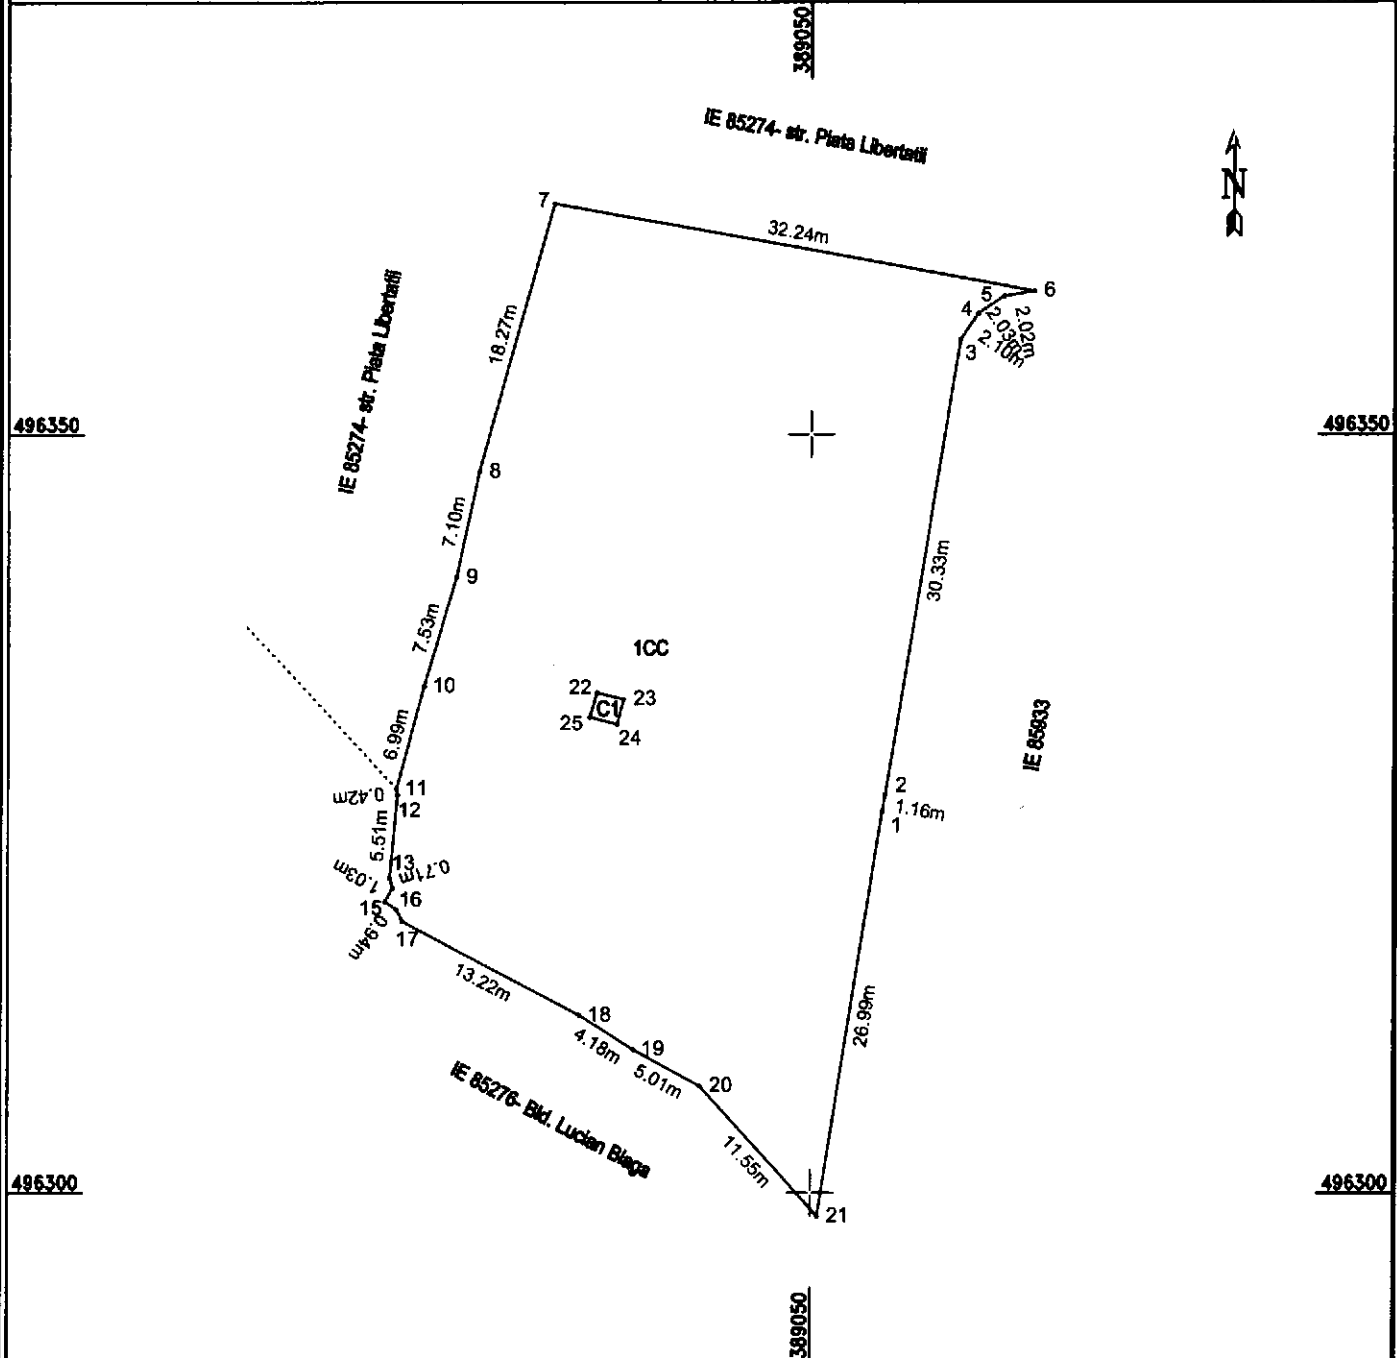 389050
IE 85274- str. Piata Libertatii
N
7
32.24m
6
5
4
2.02m
2.03m
2.10m
3
18.27m
IE 85274- str. Piata Libertatii
496350
496350
8
7.10m
9
30.33m
7.53m
1CC
10
22
23
C1
25
24
6.99m
IE 85933
11
0.42m
12
2
1.16m
1
5.51m
13
0.71m
1.03m
15
16
0.94m
17
13.22m
18
26.99m
4.18m
19
5.01m
20
IE 85276- Bld. Lucian Blaga
11.55m
496300
496300
21
389050